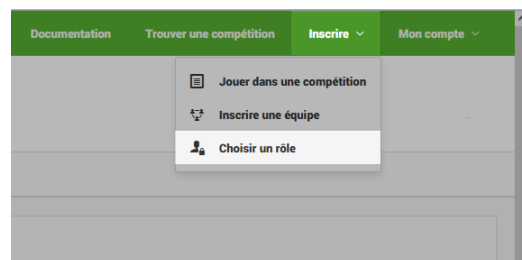 Documentation Trouver une compétition Inscrire Mon compte
Jouer dans une compétition
Inscrire une équipe
Choisir un rôle